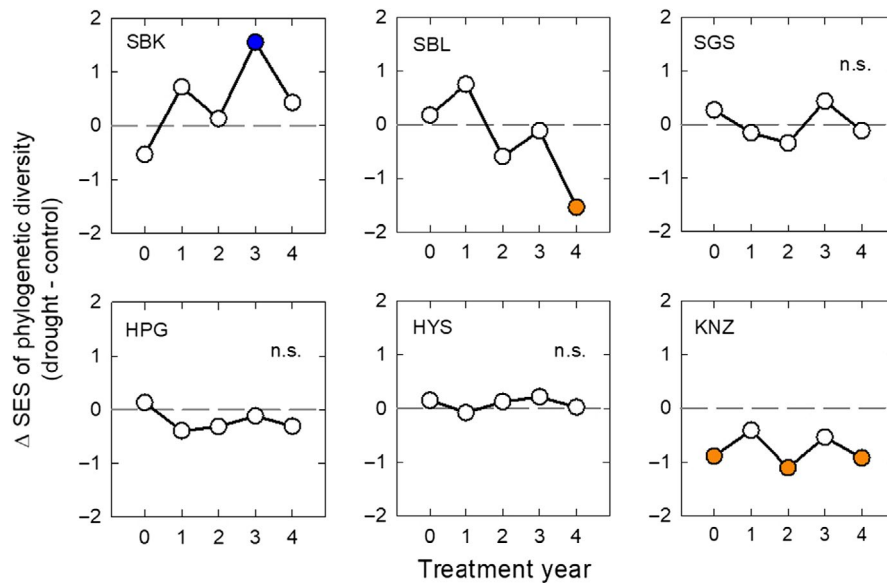 Δ SES of phylogenetic diversity
(drought - control)
2
1
0
−1
−2
SBK
0 1 2 3 4
2
1
0
−1
−2
SBL
0 1 2 3 4
2
1
0
−1
−2
SGS
n.s.
0 1 2 3 4
2
1
0
−1
−2
HPG
n.s.
0 1 2 3 4
2
1
0
−1
−2
HYS
n.s.
0 1 2 3 4
2
1
0
−1
−2
KNZ
0 1 2 3 4
Treatment year